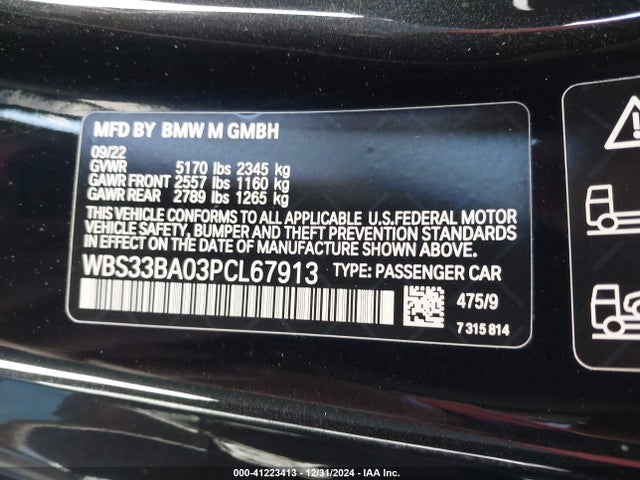 MFD BY BMW M GMBH
09/22
GVWR 5170 lbs 2345 kg
GAWR FRONT 2557 lbs 1160 kg
GAWR REAR 2789 lbs 1265 kg
THIS VEHICLE CONFORMS TO ALL APPLICABLE U.S.FEDERAL MOTOR
VEHICLE SAFETY, BUMPER AND THEFT PREVENTION STANDARDS
IN EFFECT ON THE DATE OF MANUFACTURE SHOWN ABOVE.
WBS33BA03PCL67913 TYPE: PASSENGER CAR
475/9
7 315 814
000-41223413 - 12/31/2024 - IAA Inc.